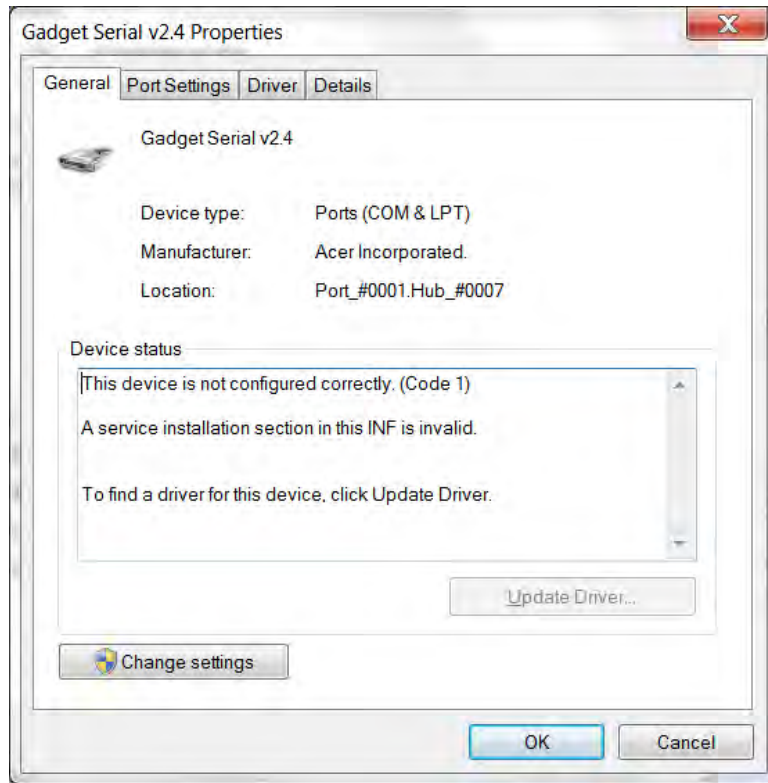 Gadget Serial v2.4 Properties
X
General Port Settings Driver Details
Gadget Serial v2.4
Device type: Ports (COM & LPT)
Manufacturer: Acer Incorporated.
Location: Port_#0001.Hub_#0007
Device status
This device is not configured correctly. (Code 1)
A service installation section in this INF is invalid.
To find a driver for this device, click Update Driver.
Update Driver...
Change settings
OK Cancel